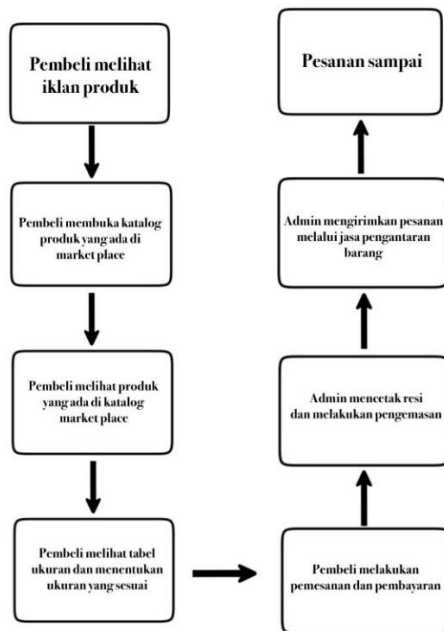 Pembeli melihat
iklan produk
Pembeli membuka katalog
produk yang ada di
market place
Pembeli melihat produk
yang ada di katalog
market place
Pembeli melihat tabel
ukuran dan menentukan
ukuran yang sesuai
Pembeli melakukan
pemesanan dan pembayaran
Admin mencetak resi
dan melakukan pengemasan
Admin mengirimkan pesanan
melalui jasa pengantaran
barang
Pesanan sampai